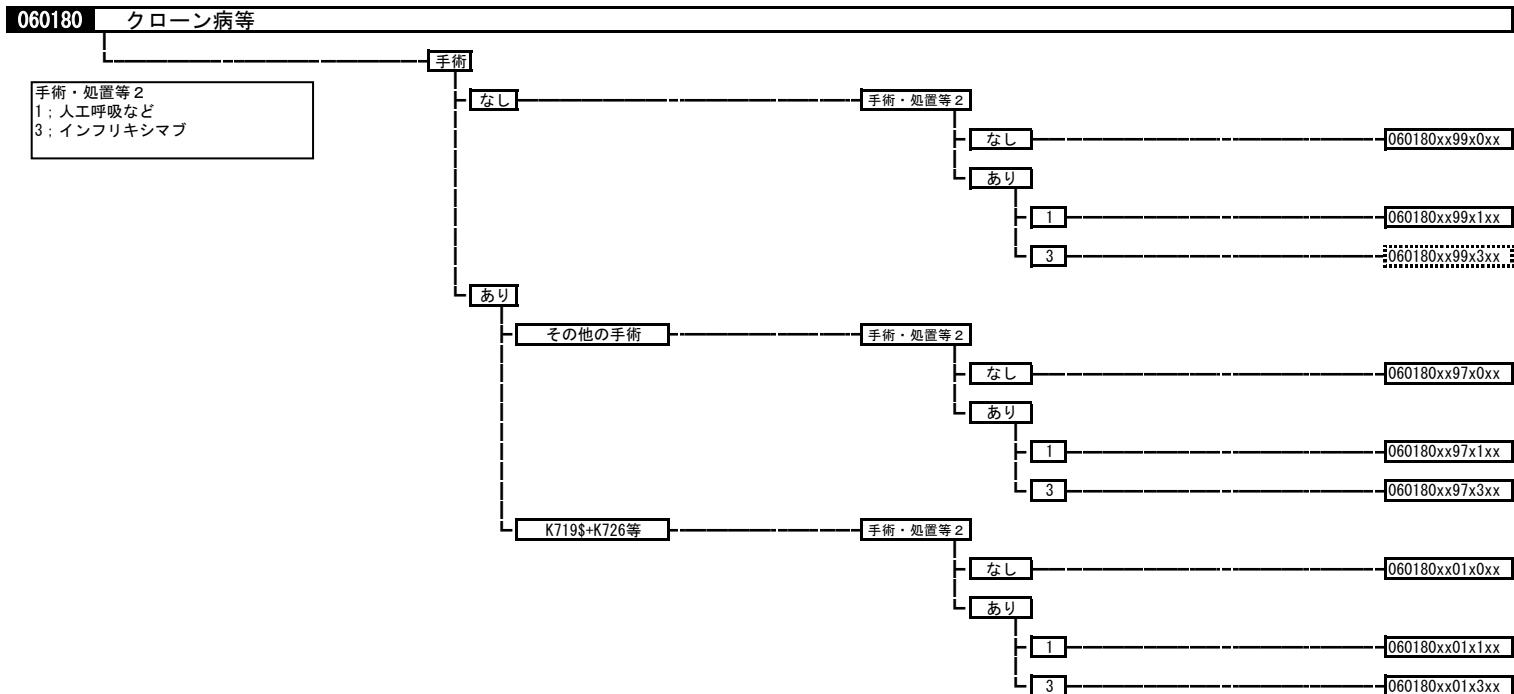 060180 クローン病等
手術
手術・処置等２
1；人工呼吸など
3；インフリキシマブ
なし
手術・処置等２
なし
060180xx99x0xx
あり
1
060180xx99x1xx
3
060180xx99x3xx
あり
その他の手術
手術・処置等２
なし
060180xx97x0xx
あり
1
060180xx97x1xx
3
060180xx97x3xx
K719$+K726等
手術・処置等２
なし
060180xx01x0xx
あり
1
060180xx01x1xx
3
060180xx01x3xx